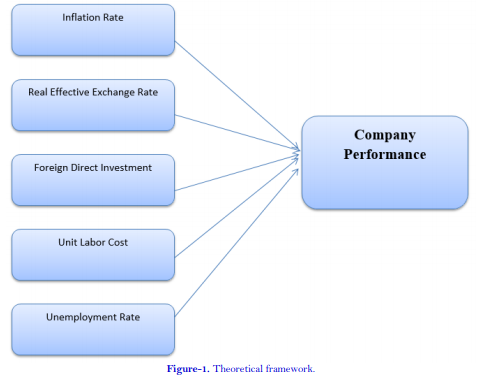 Inflation Rate
Real Effective Exchange Rate
Foreign Direct Investment
Unit Labor Cost
Unemployment Rate
Company
Performance
Figure-1. Theoretical framework.